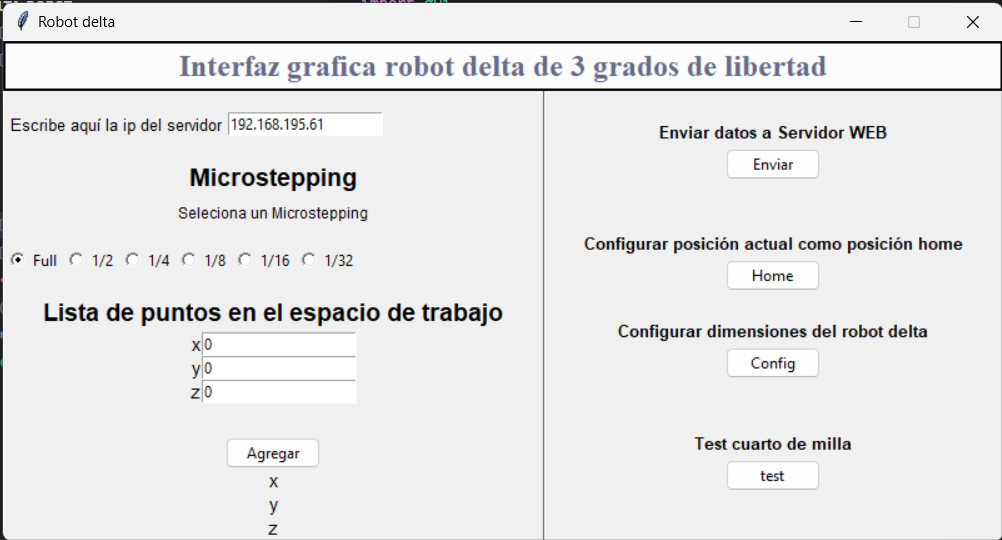 Robot delta
Interfaz grafica robot delta de 3 grados de libertad
Escribe aquí la ip del servidor 192.168.195.61
Microstepping
Seleciona un Microstepping
Full 1/2 1/4 1/8 1/16 1/32
Lista de puntos en el espacio de trabajo
x 0
y 0
z 0
Agregar
x
y
z
Enviar datos a Servidor WEB
Enviar
Configurar posición actual como posición home
Home
Configurar dimensiones del robot delta
Config
Test cuarto de milla
test